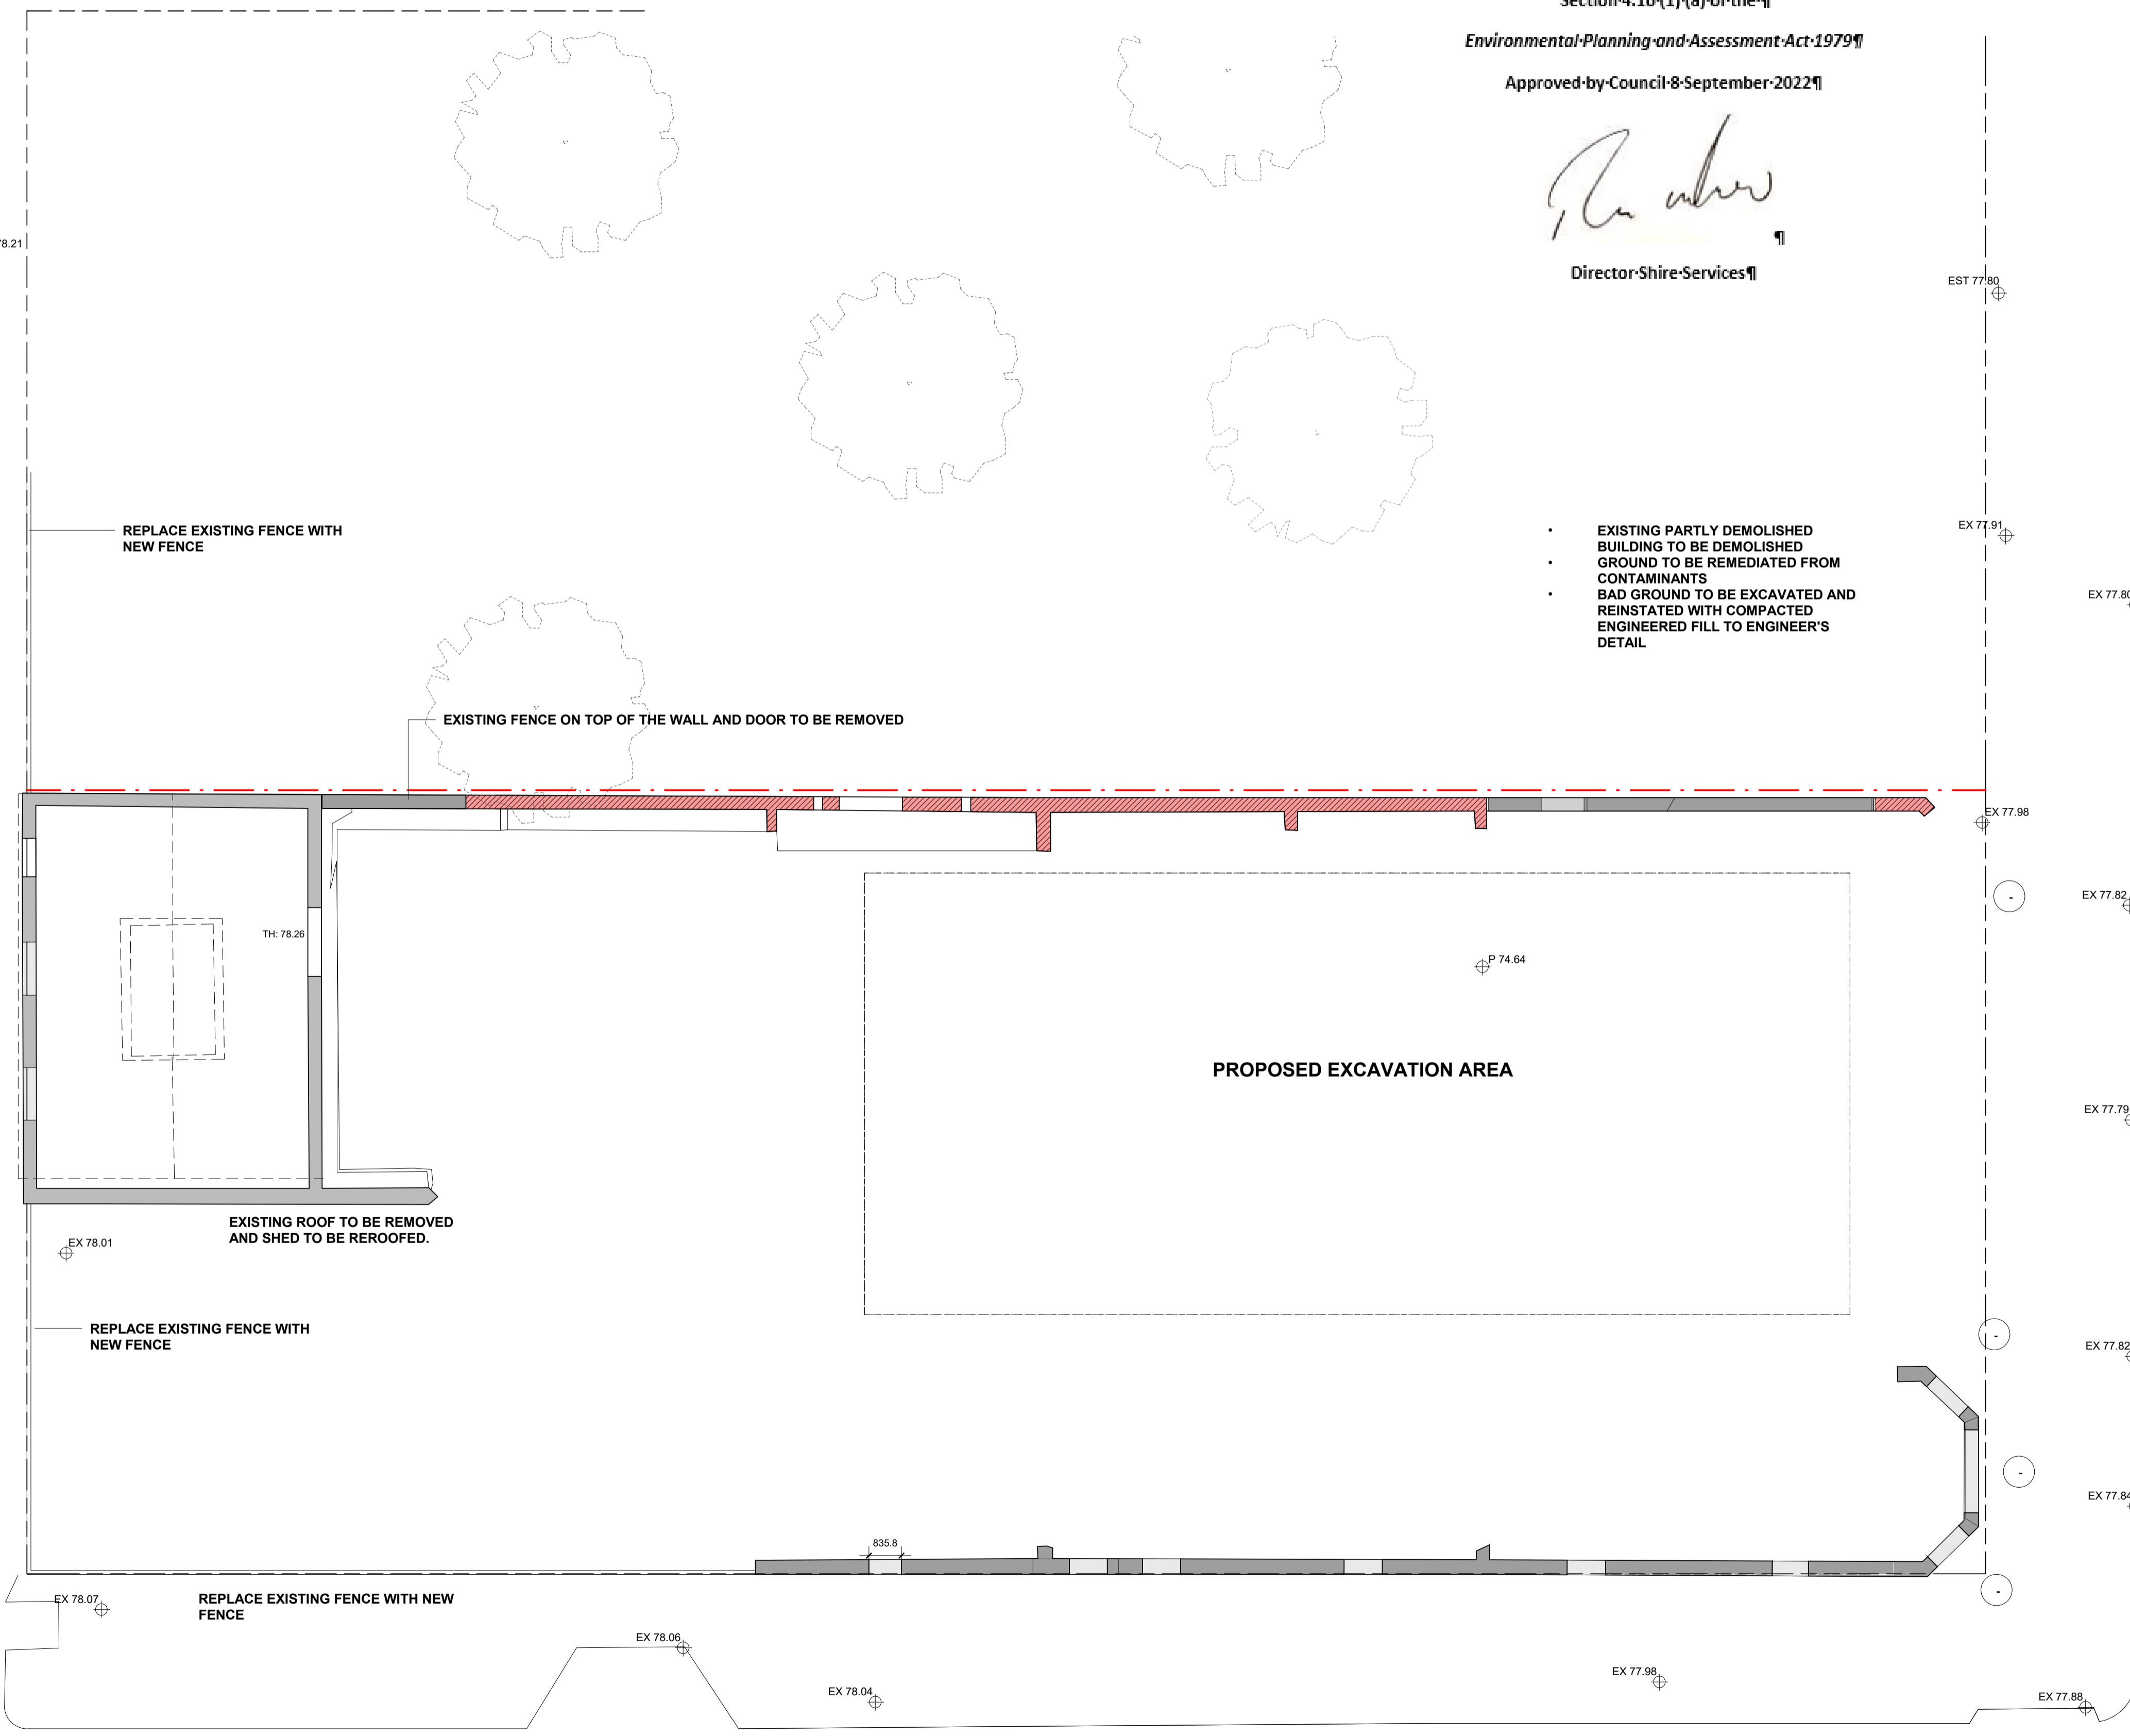 Section·4.16·(1)·(a)·of·the·¶
Environmental·Planning·and·Assessment·Act·1979¶
Approved·by·Council·8·September·2022¶
¶
Director·Shire·Services¶
78.21
EST 77.80
REPLACE EXISTING FENCE WITH
NEW FENCE
• EXISTING PARTLY DEMOLISHED
BUILDING TO BE DEMOLISHED
• GROUND TO BE REMEDIATED FROM
CONTAMINANTS
• BAD GROUND TO BE EXCAVATED AND
REINSTATED WITH COMPACTED
ENGINEERED FILL TO ENGINEER'S
DETAIL
EX 77.91
EX 77.80
EXISTING FENCE ON TOP OF THE WALL AND DOOR TO BE REMOVED
EX 77.98
-
EX 77.82
TH: 78.26
P 74.64
PROPOSED EXCAVATION AREA
EX 77.79
EXISTING ROOF TO BE REMOVED
AND SHED TO BE REROOFED.
EX 78.01
REPLACE EXISTING FENCE WITH
NEW FENCE
-
EX 77.82
-
EX 77.84
835.8
-
EX 78.07
REPLACE EXISTING FENCE WITH NEW
FENCE
EX 78.06
EX 78.04
EX 77.98
EX 77.88